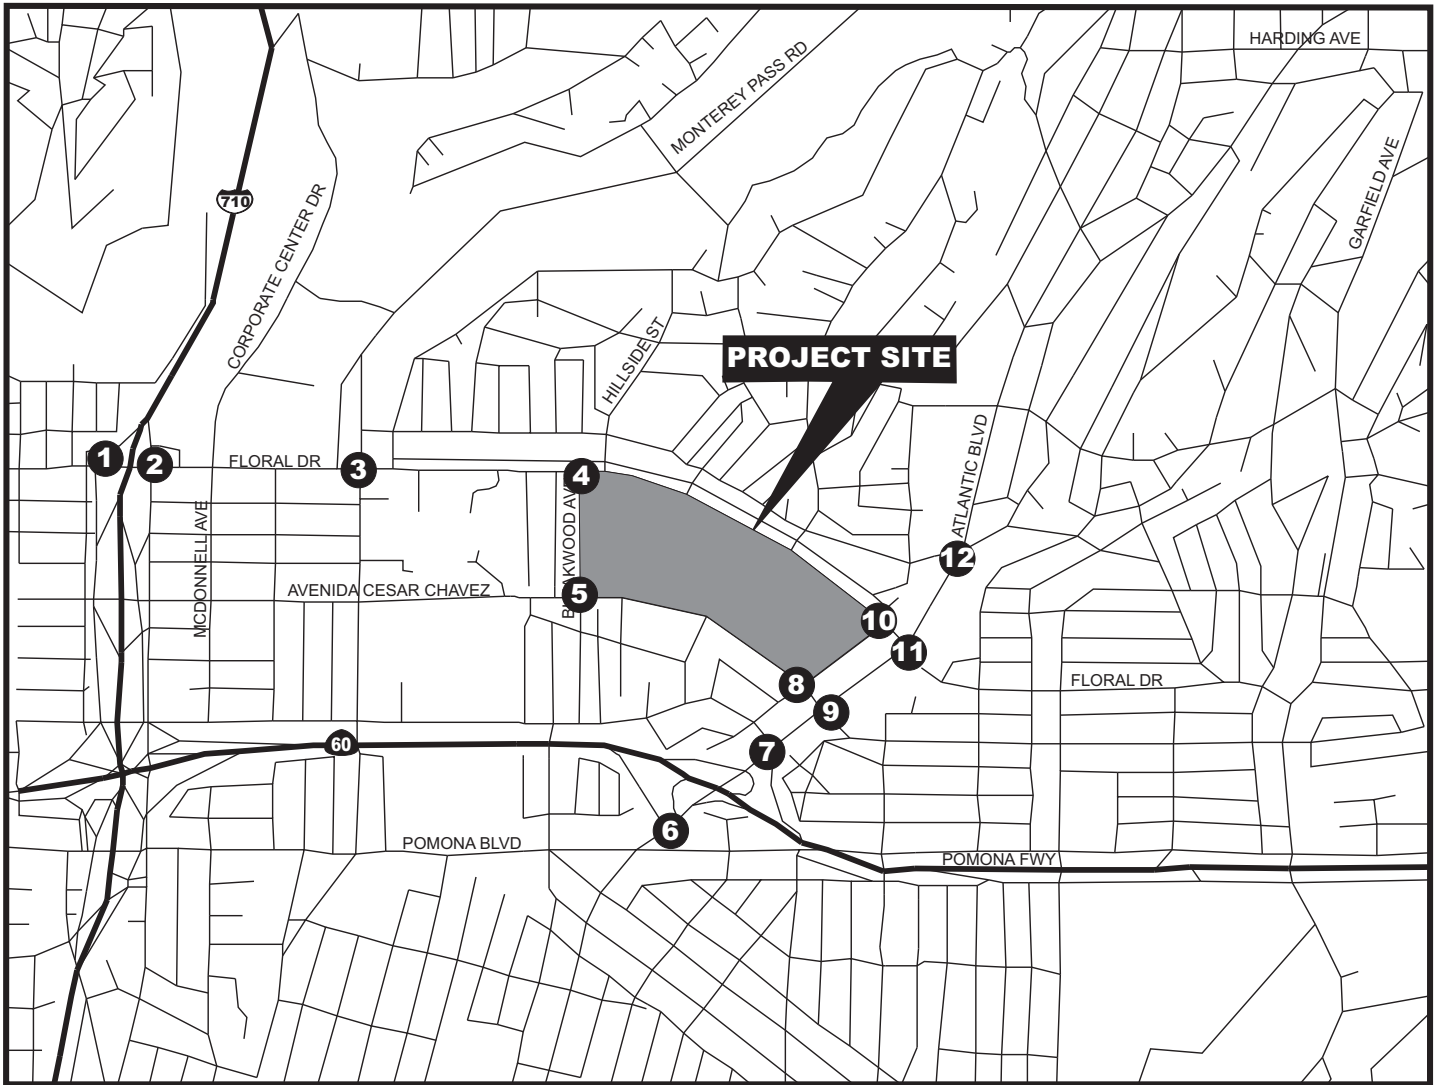 HARDING AVE
MONTEREY PASS RD
GARFIELD AVE
710
CORPORATE CENTER DR
HILLSIDE ST
PROJECT SITE
ATLANTIC BLVD
1
2
FLORAL DR
3
4
MCDONNELL AVE
12
AVENIDA CESAR CHAVEZ
5
10
11
8
FLORAL DR
9
60
7
6
POMONA BLVD
POMONA FWY